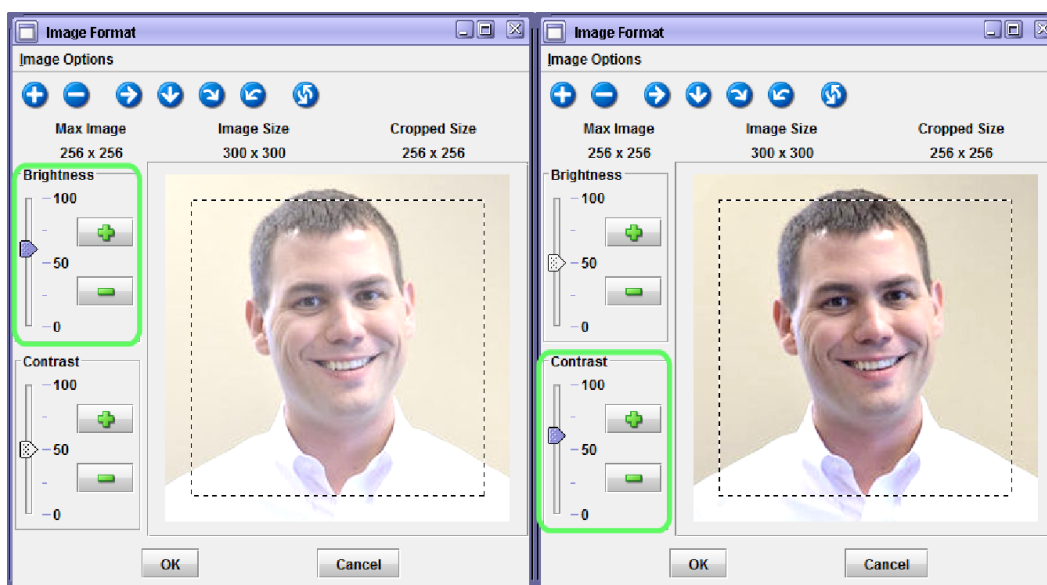 Image Format
Image Options
Max Image Image Size Cropped Size
256 x 256 300 x 300 256 x 256
Brightness
100
50
0
Contrast
100
50
0
OK Cancel
Image Format
Image Options
Max Image Image Size Cropped Size
256 x 256 300 x 300 256 x 256
Brightness
100
50
0
Contrast
100
50
0
OK Cancel